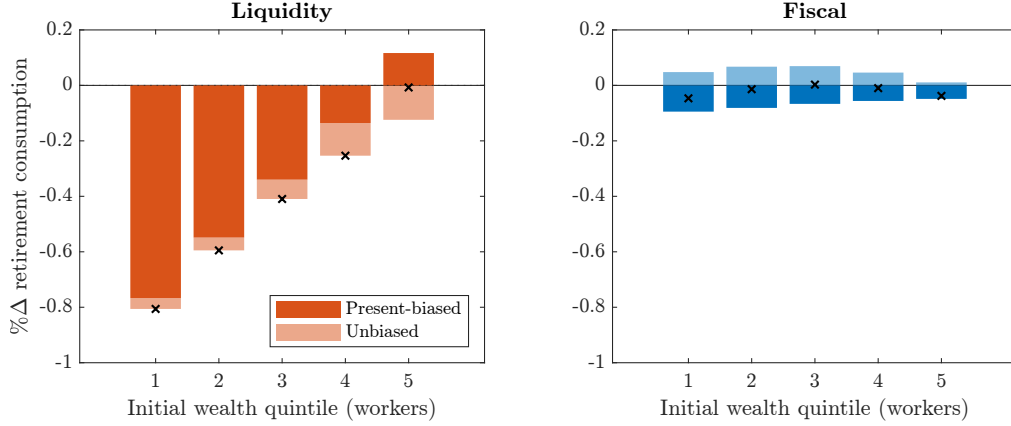 Liquidity
%Δ retirement consumption
0.2
0
-0.2
-0.4
-0.6
-0.8
-1
Present-biased
Unbiased
1 2 3 4 5
Initial wealth quintile (workers)
Fiscal
0.2
0
-0.2
-0.4
-0.6
-0.8
-1
1 2 3 4 5
Initial wealth quintile (workers)